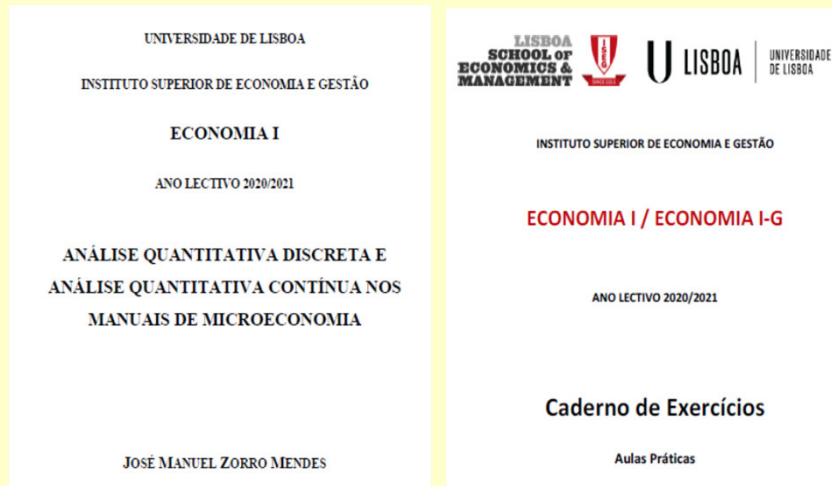 UNIVERSIDADE DE LISBOA
INSTITUTO SUPERIOR DE ECONOMIA E GESTÃO
ECONOMIA I
ANO LECTIVO 2020/2021
ANÁLISE QUANTITATIVA DISCRETA E
ANÁLISE QUANTITATIVA CONTÍNUA NOS
MANUAIS DE MICROECONOMIA
JOSÉ MANUEL ZORRO MENDES
LISBOA
SCHOOL OF
ECONOMICS &
MANAGEMENT
ISEG
LISBOA
UNIVERSIDADE
DE LISBOA
INSTITUTO SUPERIOR DE ECONOMIA E GESTÃO
ECONOMIA I / ECONOMIA I-G
ANO LECTIVO 2020/2021
Caderno de Exercícios
Aulas Práticas